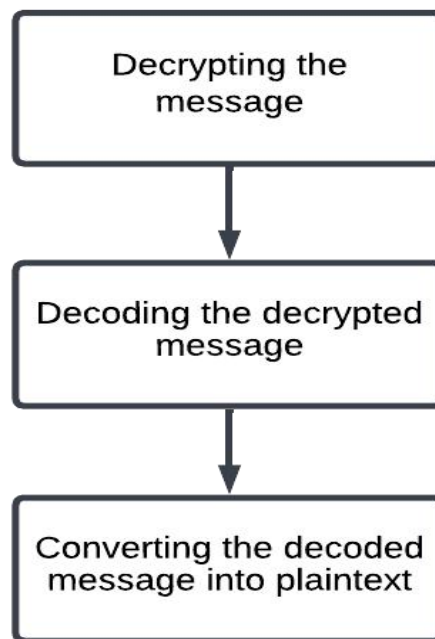 Decrypting the
message
Decoding the decrypted
message
Converting the decoded
message into plaintext